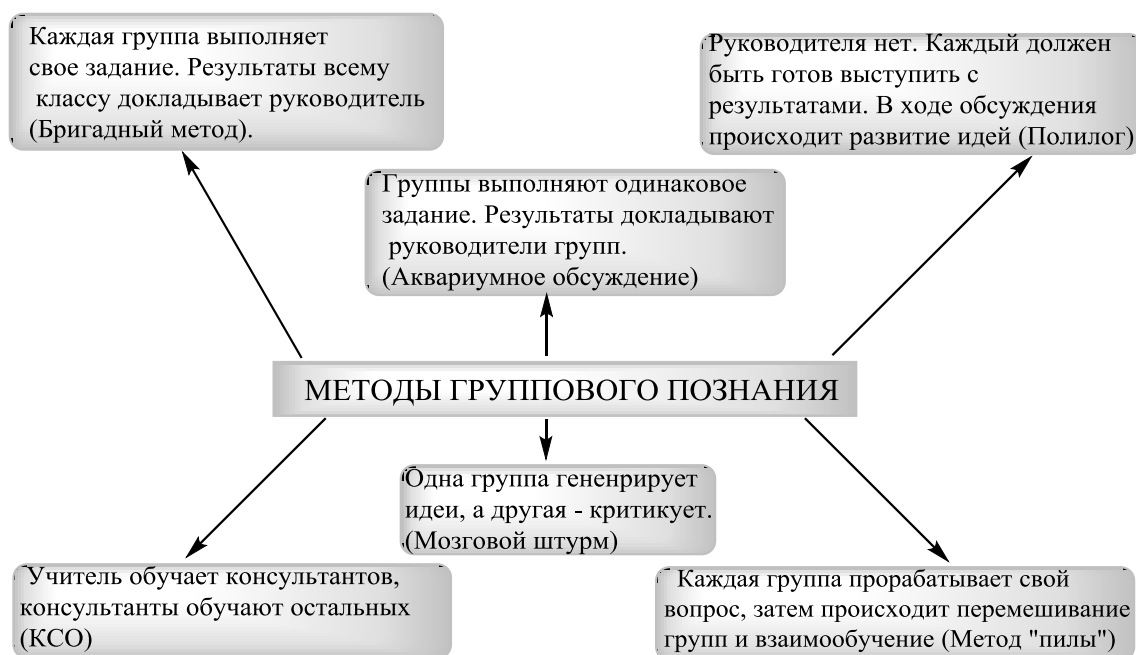 Каждая группа выполняет
свое задание. Результаты всему
классу докладывает руководитель
(Бригадный метод).
Руководителя нет. Каждый должен
быть готов выступить с
результатами. В ходе обсуждения
происходит развитие идей (Полилог)
Группы выполняют одинаковое
задание. Результаты докладывают
руководители групп.
(Аквариумное обсуждение)
МЕТОДЫ ГРУППОВОГО ПОЗНАНИЯ
Одна группа гененрирует
идеи, а другая - критикует.
(Мозговой штурм)
Учитель обучает консультантов,
консультанты обучают остальных
(КСО)
Каждая группа прорабатывает свой
вопрос, затем происходит перемешивание
групп и взаимообучение (Метод "пилы")